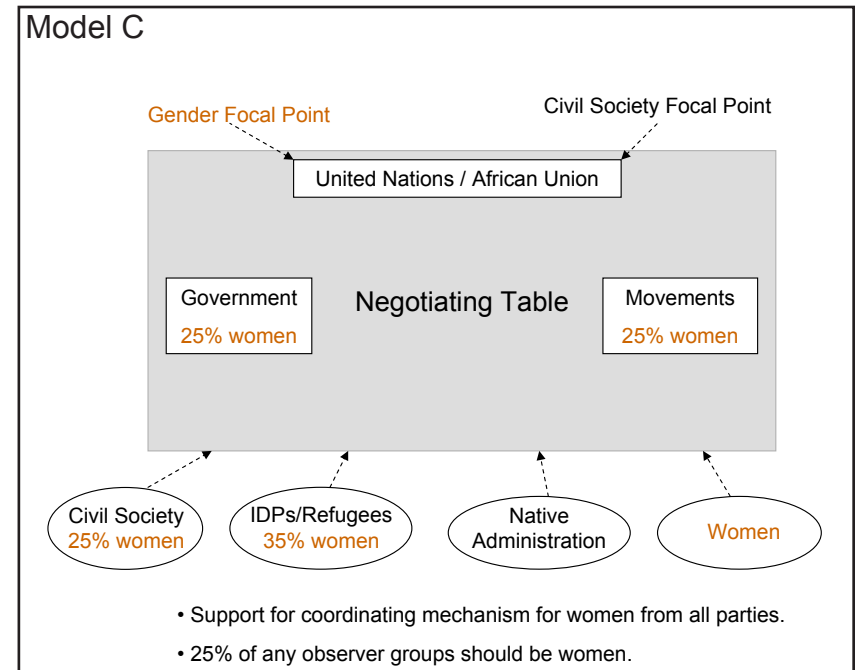 Model C
Gender Focal Point
Civil Society Focal Point
United Nations / African Union
Government
25% women
Negotiating Table
Movements
25% women
Civil Society
25% women
IDPs/Refugees
35% women
Native
Administration
Women
• Support for coordinating mechanism for women from all parties.
• 25% of any observer groups should be women.